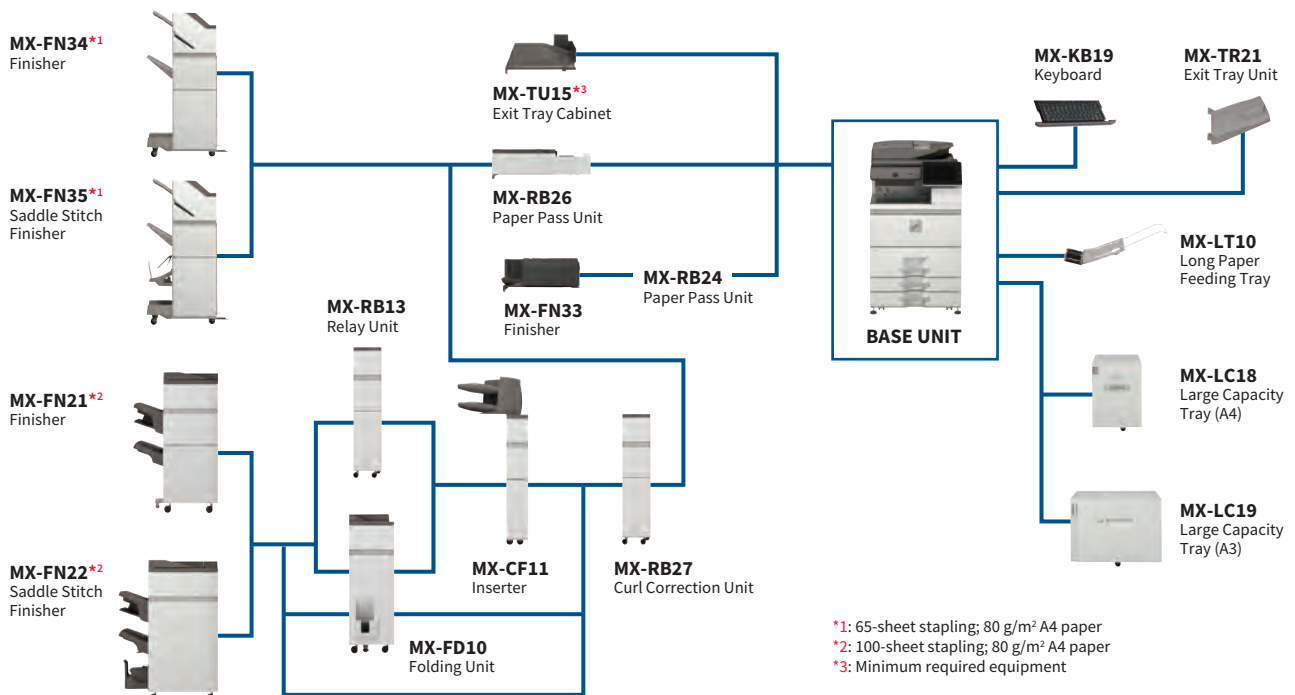 MX-FN34*1
Finisher
MX-FN35*1
Saddle Stitch
Finisher
MX-TU15*3
Exit Tray Cabinet
MX-RB26
Paper Pass Unit
MX-FN33
Finisher
MX-RB24
Paper Pass Unit
BASE UNIT
MX-KB19
Keyboard
MX-TR21
Exit Tray Unit
MX-LT10
Long Paper
Feeding Tray
MX-LC18
Large Capacity
Tray (A4)
MX-LC19
Large Capacity
Tray (A3)
MX-RB13
Relay Unit
MX-FN21*2
Finisher
MX-FN22*2
Saddle Stitch
Finisher
MX-CF11
Inserter
MX-RB27
Curl Correction Unit
MX-FD10
Folding Unit
*1: 65-sheet stapling; 80 g/m² A4 paper
*2: 100-sheet stapling; 80 g/m² A4 paper
*3: Minimum required equipment